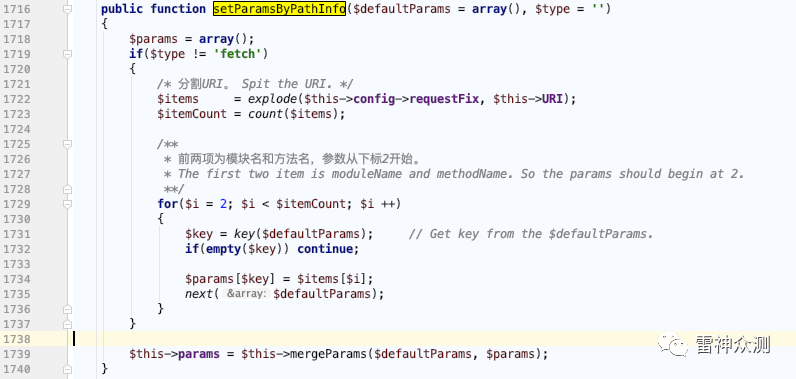 1716 public function setParamsByPathInfo($defaultParams = array(), $type = '')
1717 {
1718 $params = array();
1719 if($type != 'fetch')
1720 {
1721 /* 分割URI。 Spit the URI. */
1722 $items = explode($this->config->requestFix, $this->URI);
1723 $itemCount = count($items);
1724
1725 /**
1726 * 前两项为模块名和方法名，参数从下标2开始。
1727 * The first two item is moduleName and methodName. So the params should begin at 2.
1728 **/
1729 for($i = 2; $i < $itemCount; $i ++)
1730 {
1731 $key = key($defaultParams); // Get key from the $defaultParams.
1732 if(empty($key)) continue;
1733
1734 $params[$key] = $items[$i];
1735 next( &array: $defaultParams);
1736 }
1737 }
1738
1739 $this->params = $this->mergeParams($defaultParams, $params);
1740 }
雷神众测